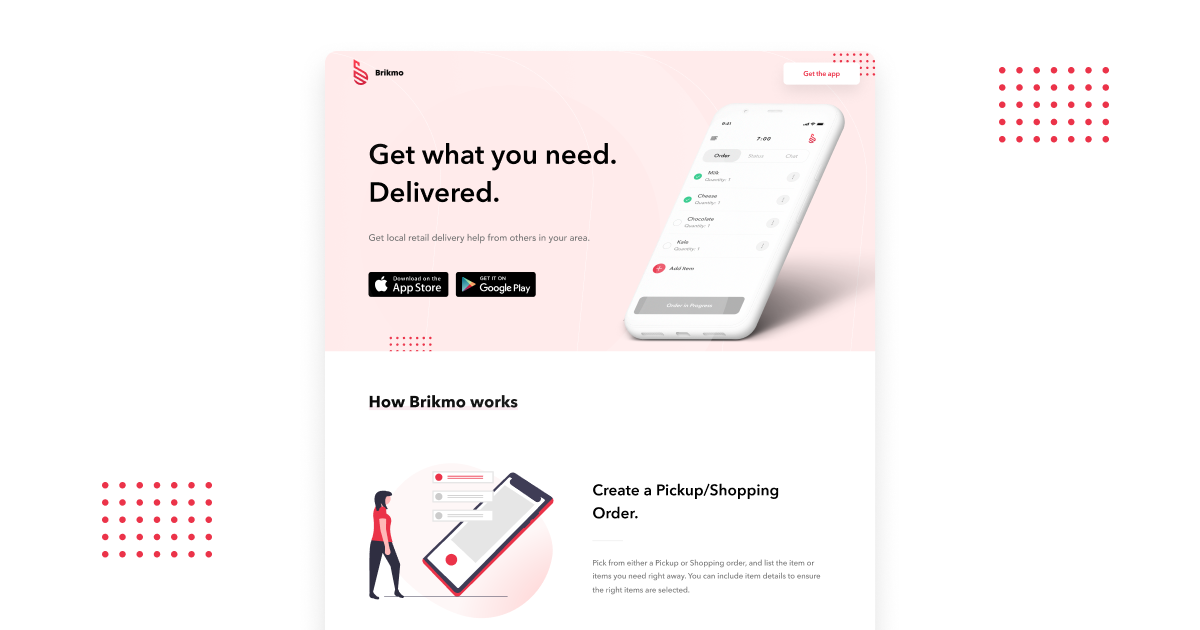 Brikmo
Get the app
Get what you need.
Delivered.
Get local retail delivery help from others in your area.
Download on the
App Store
GET IT ON
Google Play
9:41
7:00
Order
Status
Chat
Milk
Quantity: 1
Cheese
Quantity: 1
Chocolate
Quantity: 1
Kale
Quantity: 1
Add Item
Order in Progress
How Brikmo works
Create a Pickup/Shopping
Order.
Pick from either a Pickup or Shopping order, and list the item or
items you need right away. You can include item details to ensure
the right items are selected.